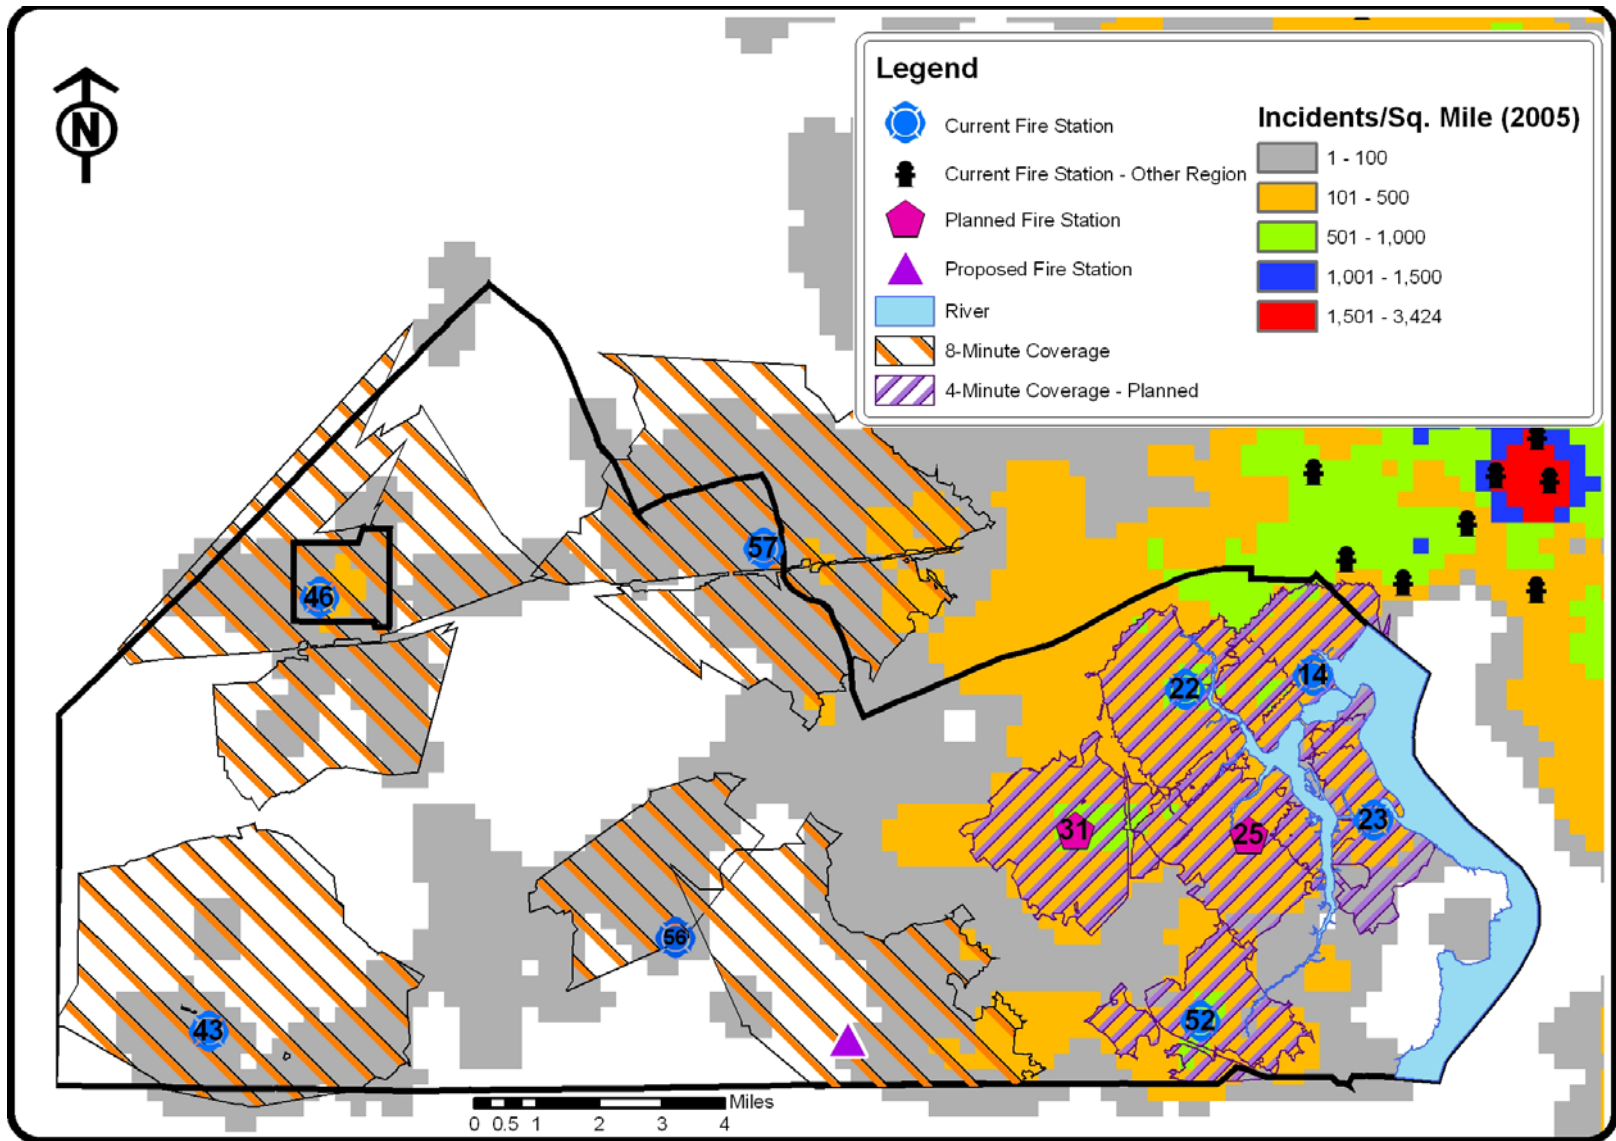 N
Legend
Current Fire Station
Current Fire Station - Other Region
Planned Fire Station
Proposed Fire Station
River
8-Minute Coverage
4-Minute Coverage - Planned
Incidents/Sq. Mile (2005)
1 - 100
101 - 500
501 - 1,000
1,001 - 1,500
1,501 - 3,424
57
46
22
14
31
25
23
56
43
52
Miles
0 0.5 1 2 3 4